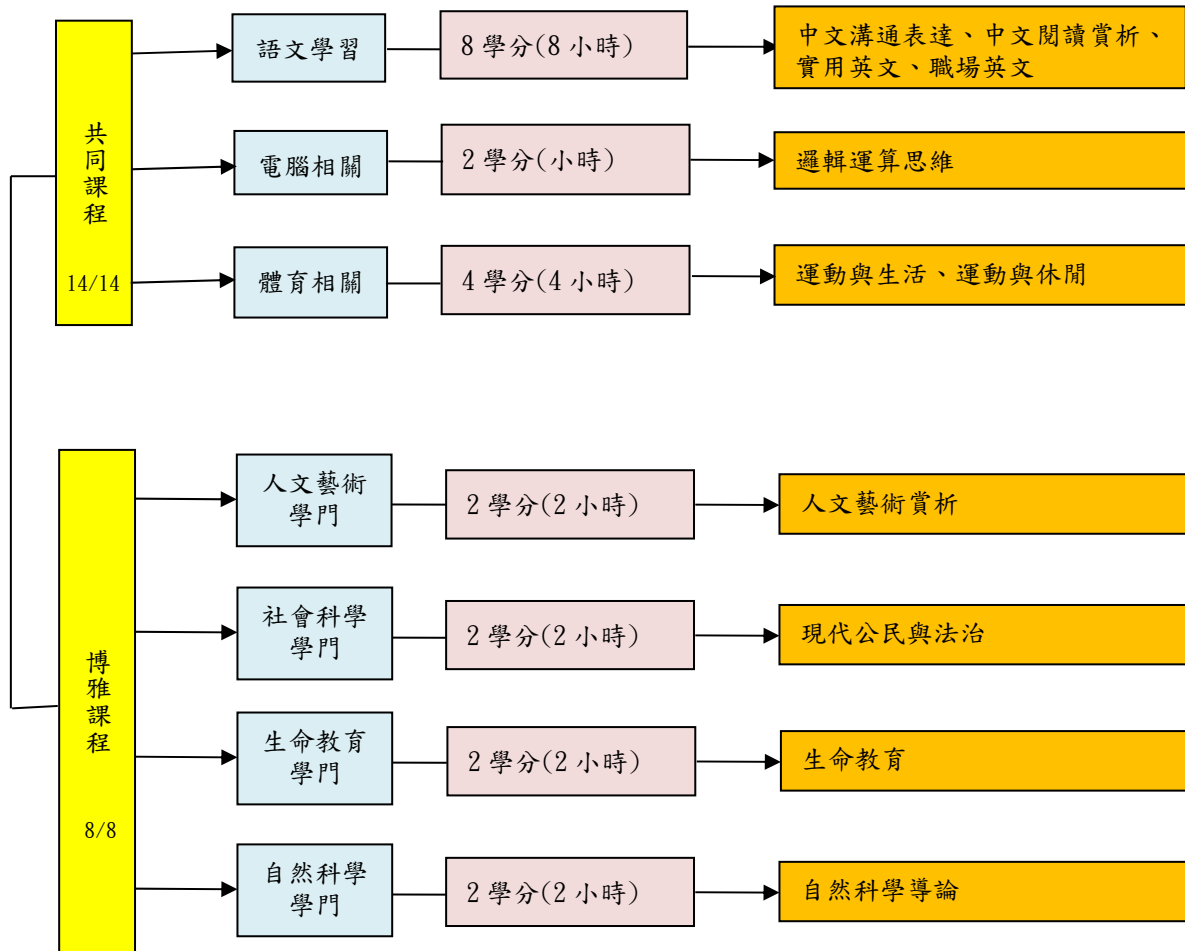 共同課程
14/14
語文學習
8 學分(8 小時)
中文溝通表達、中文閱讀賞析、
實用英文、職場英文
電腦相關
2 學分(小時)
邏輯運算思維
體育相關
4 學分(4 小時)
運動與生活、運動與休閒
博雅課程
8/8
人文藝術
學門
2 學分(2 小時)
人文藝術賞析
社會科學
學門
2 學分(2 小時)
現代公民與法治
生命教育
學門
2 學分(2 小時)
生命教育
自然科學
學門
2 學分(2 小時)
自然科學導論